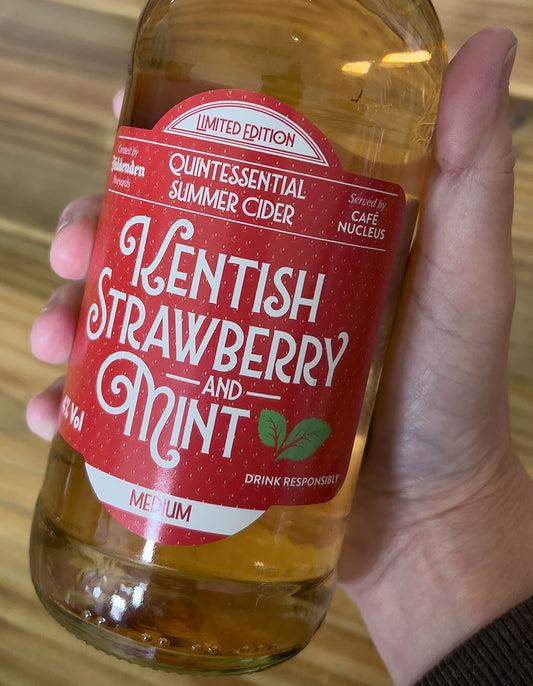 LIMITED EDITION
Created by
Biddenden
Vineyards
QUINTESSENTIAL
SUMMER CIDER
Served by
CAFÉ
NUCLEUS
KENTISH
STRAWBERRY
AND
MINT
4% Vol
DRINK RESPONSIBLY
MEDIUM